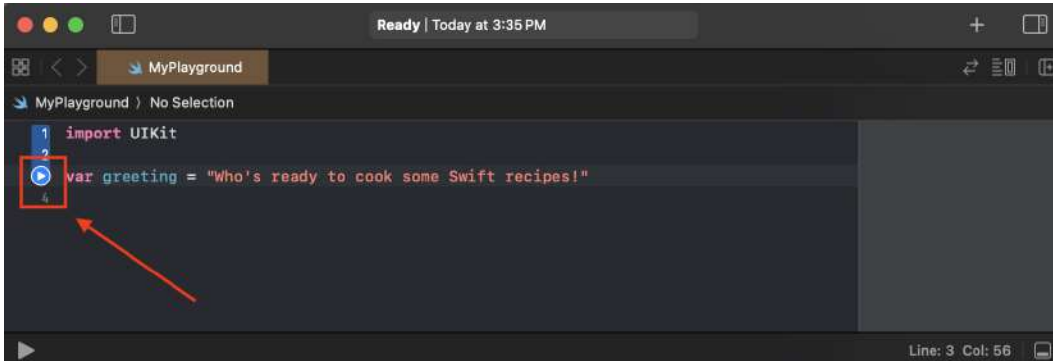 Ready | Today at 3:35 PM
MyPlayground
MyPlayground 〉 No Selection
1 import UIKit
2
var greeting = "Who's ready to cook some Swift recipes!"
4
Line: 3 Col: 56